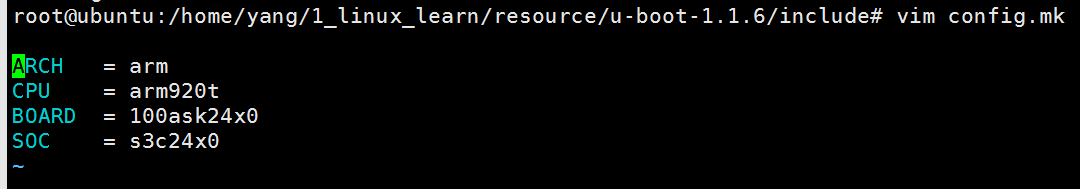 root@ubuntu:/home/yang/1_linux_learn/resource/u-boot-1.1.6/include# vim config.mk
ARCH   = arm
CPU    = arm920t
BOARD  = 100ask24x0
SOC    = s3c24x0
~